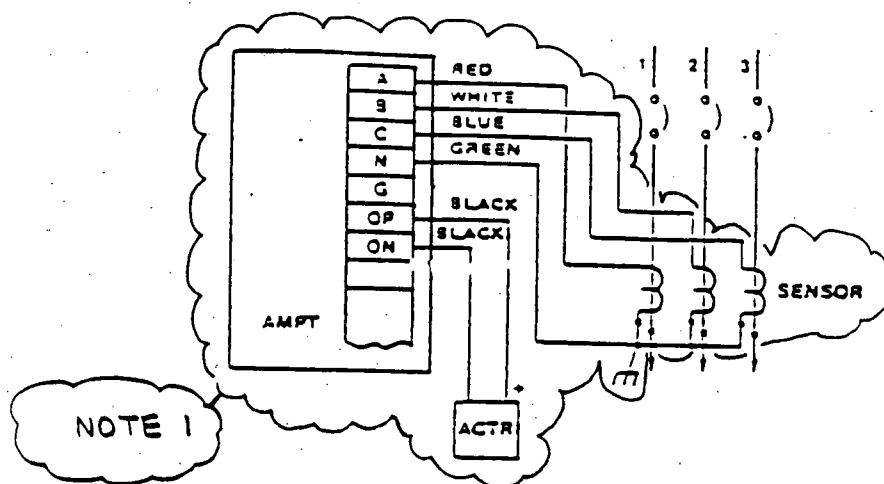 1 2 3
A RED
B WHITE
C BLUE
N GREEN
G
OP BLACK
ON BLACK
SENSOR
AMPT
+
ACTR
NOTE 1